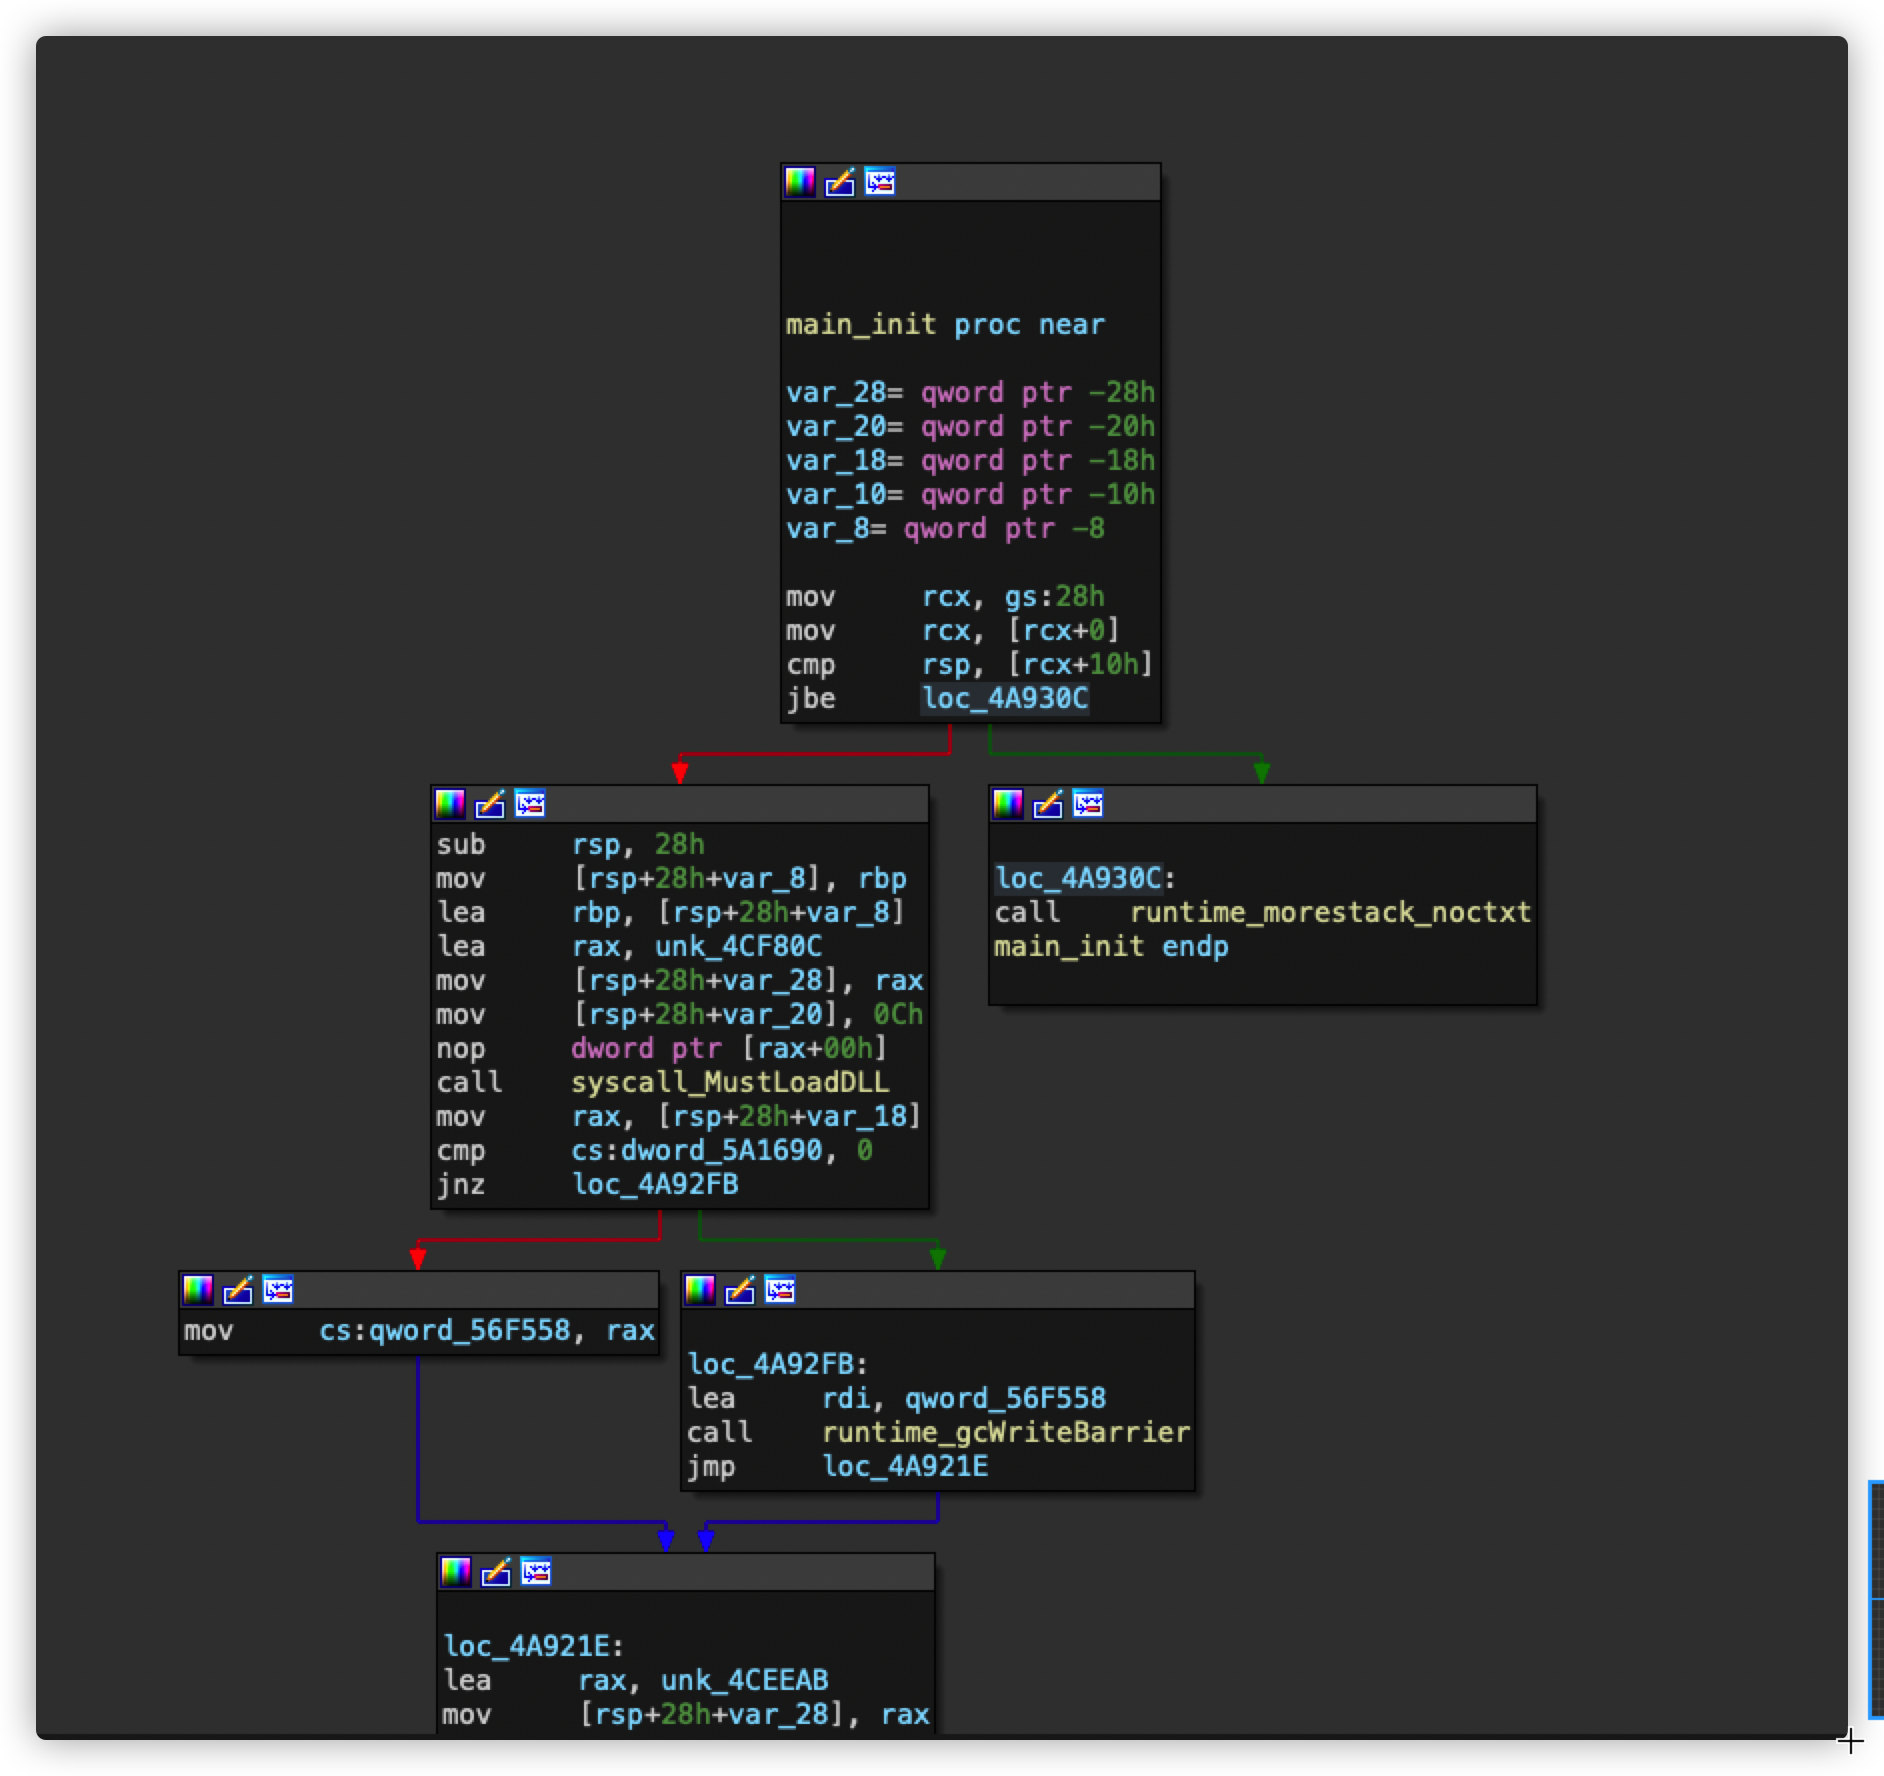 main_init proc near
var_28= qword ptr -28h
var_20= qword ptr -20h
var_18= qword ptr -18h
var_10= qword ptr -10h
var_8= qword ptr -8
mov rcx, gs:28h
mov rcx, [rcx+0]
cmp rsp, [rcx+10h]
jbe loc_4A930C
sub rsp, 28h
mov [rsp+28h+var_8], rbp
lea rbp, [rsp+28h+var_8]
lea rax, unk_4CF80C
mov [rsp+28h+var_28], rax
mov [rsp+28h+var_20], 0Ch
nop dword ptr [rax+00h]
call syscall_MustLoadDLL
mov rax, [rsp+28h+var_18]
cmp cs:dword_5A1690, 0
jnz loc_4A92FB
loc_4A930C:
call runtime_morestack_noctxt
main_init endp
mov cs:qword_56F558, rax
loc_4A92FB:
lea rdi, qword_56F558
call runtime_gcWriteBarrier
jmp loc_4A921E
loc_4A921E:
lea rax, unk_4CEEAB
mov [rsp+28h+var_28], rax